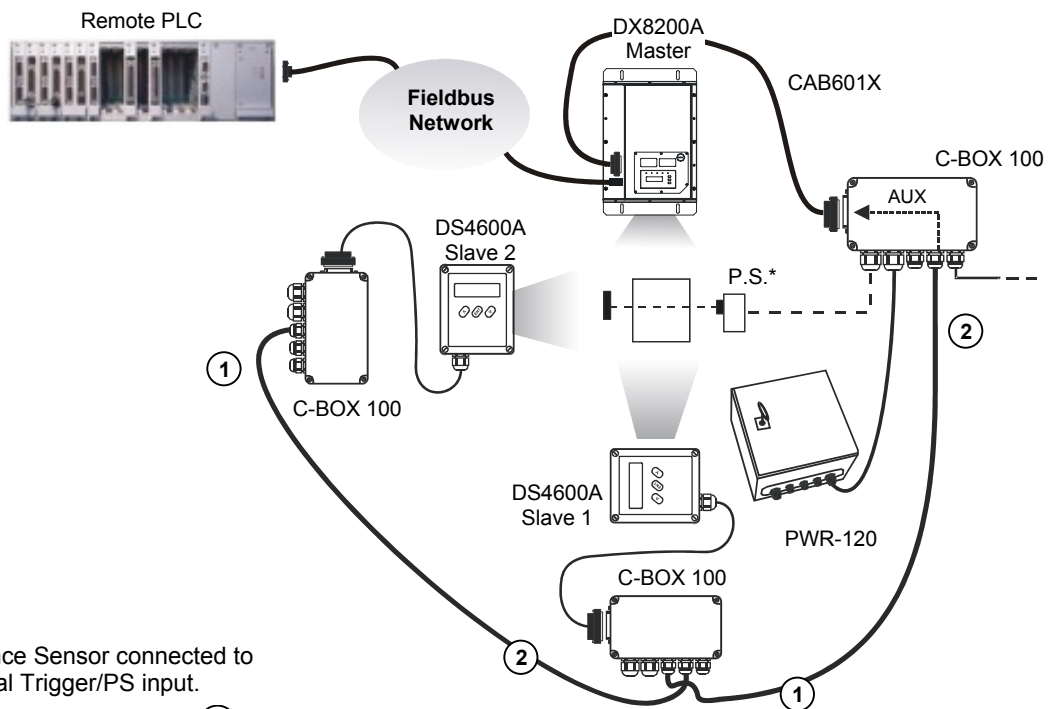 Remote PLC
DX8200A
Master
CAB601X
Fieldbus
Network
C-BOX 100
AUX
DS4600A
Slave 2
P.S.*
2
1
C-BOX 100
DS4600A
Slave 1
PWR-120
C-BOX 100
nce Sensor connected to
al Trigger/PS input.
2
1